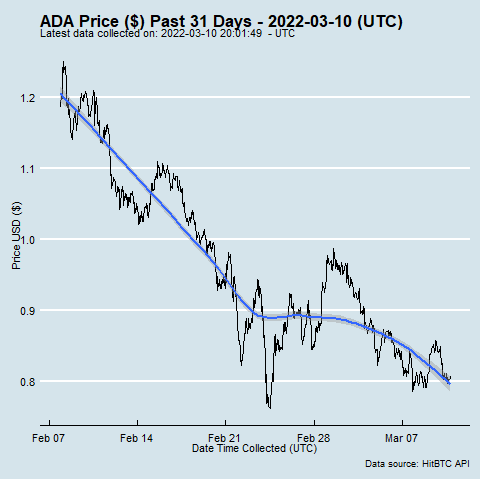 ADA Price ($) Past 31 Days - 2022-03-10 (UTC)
Latest data collected on: 2022-03-10 20:01:49 - UTC
1.2
1.1
1.0
0.9
0.8
Price USD ($)
Feb 07 Feb 14 Feb 21 Feb 28 Mar 07
Date Time Collected (UTC)
Data source: HitBTC API